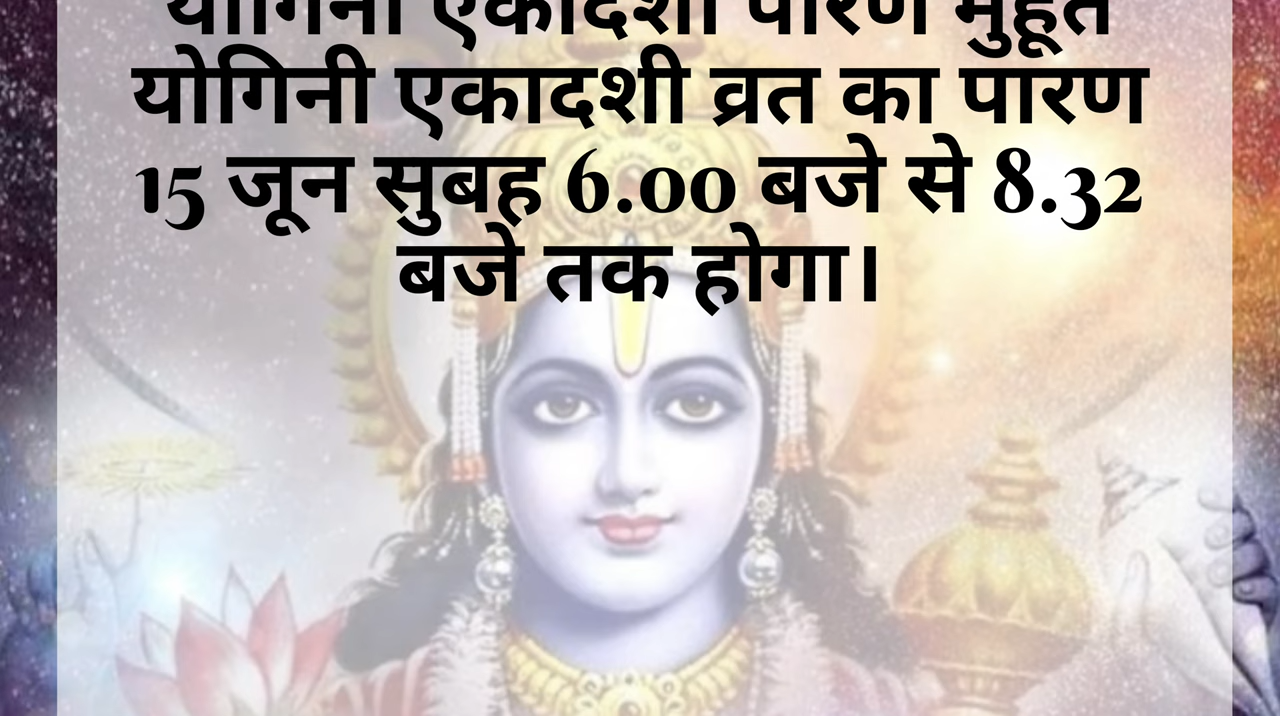 योगिनी एकादशी पारण मुहूर्त
योगिनी एकादशी व्रत का पारण
15 जून सुबह 6.00 बजे से 8.32
बजे तक होगा।